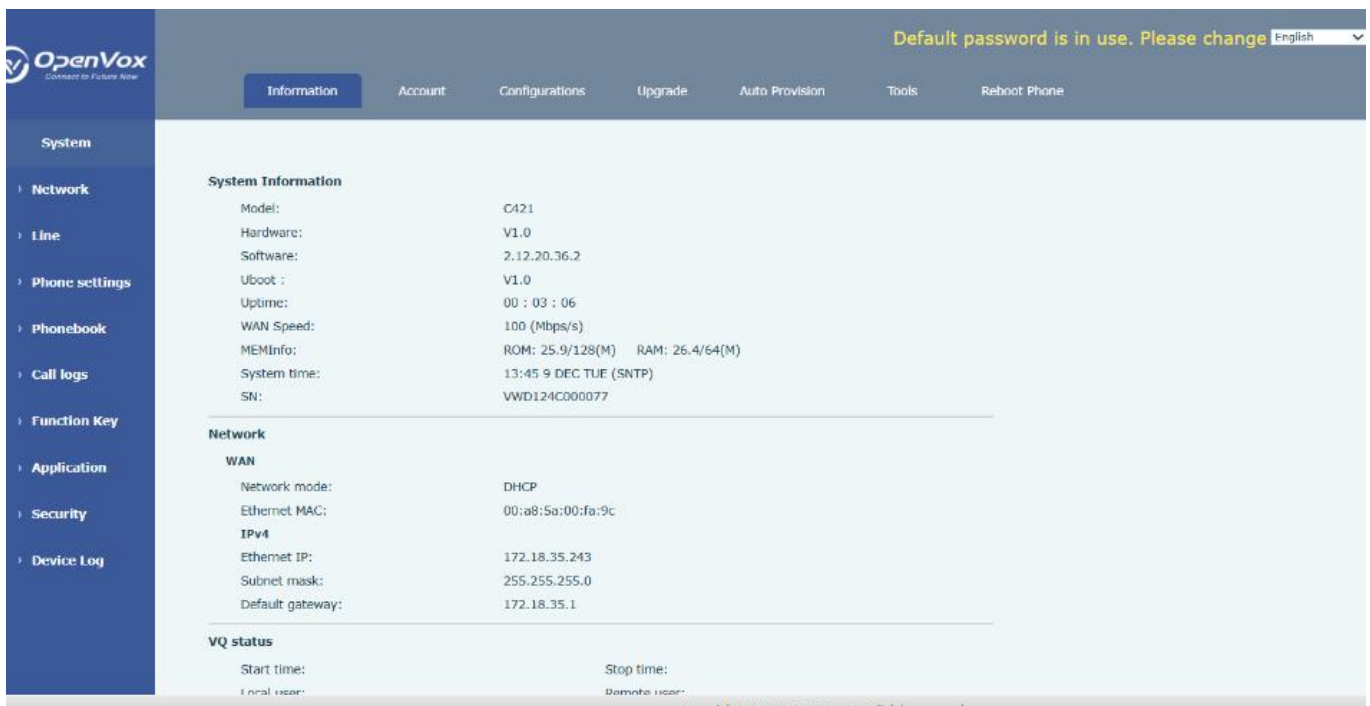 OpenVox
Connect to Future Now
Default password is in use. Please change
English
Information Account Configurations Upgrade Auto Provision Tools Reboot Phone
System
Network
Line
Phone settings
Phonebook
Call logs
Function Key
Application
Security
Device Log
System Information
Model: C421
Hardware: V1.0
Software: 2.12.20.36.2
Uboot : V1.0
Uptime: 00 : 03 : 06
WAN Speed: 100 (Mbps/s)
MEMInfo: ROM: 25.9/128(M) RAM: 26.4/64(M)
System time: 13:45 9 DEC TUE (SNTP)
SN: VWD124C000077
Network
WAN
Network mode: DHCP
Ethernet MAC: 00:a8:5a:00:fa:9c
IPv4
Ethernet IP: 172.18.35.243
Subnet mask: 255.255.255.0
Default gateway: 172.18.35.1
VQ status
Start time: Stop time:
Local user: Remote user: